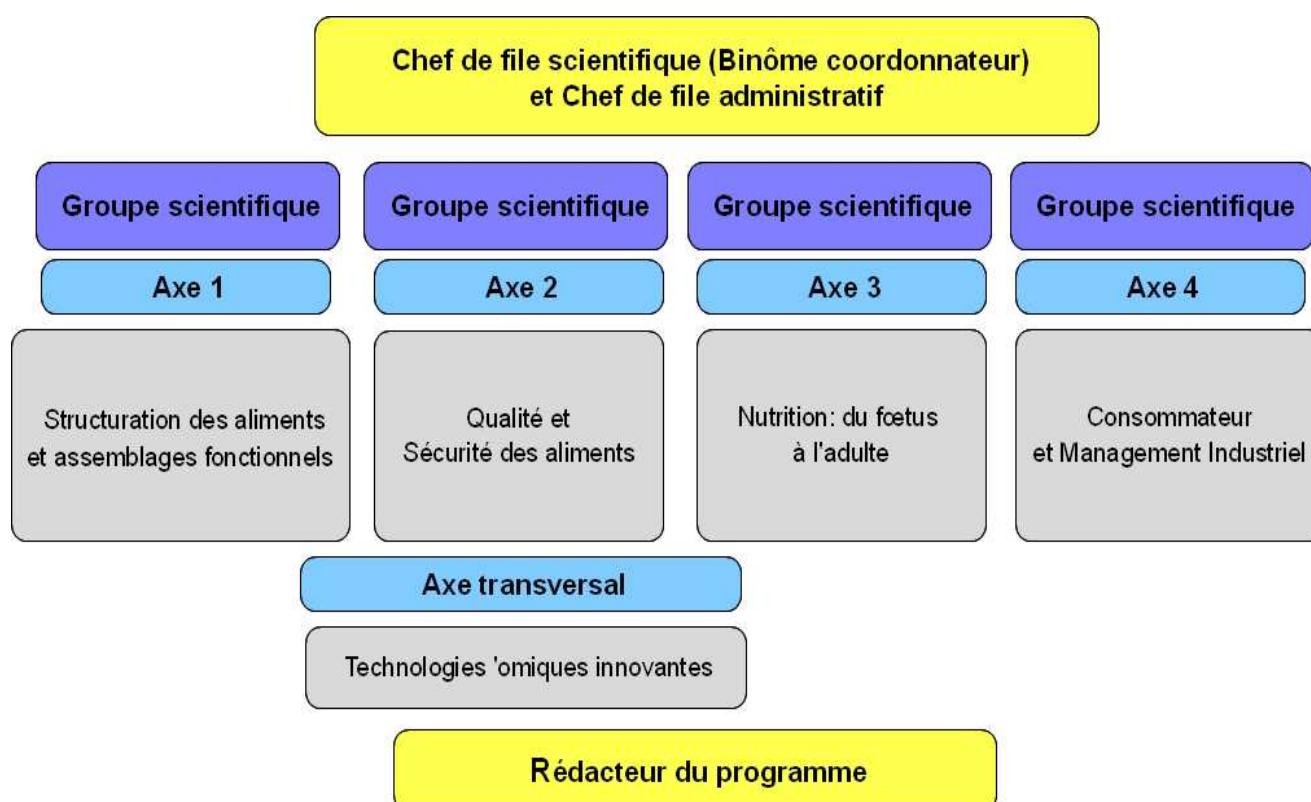 Chef de file scientifique (Binôme coordonnateur)
et Chef de file administratif
Groupe scientifique
Groupe scientifique
Groupe scientifique
Groupe scientifique
Axe 1
Axe 2
Axe 3
Axe 4
Structuration des aliments
et assemblages fonctionnels
Qualité et
Sécurité des aliments
Nutrition: du fœtus
à l'adulte
Consommateur
et Management Industriel
Axe transversal
Technologies 'omiques innovantes
Rédacteur du programme